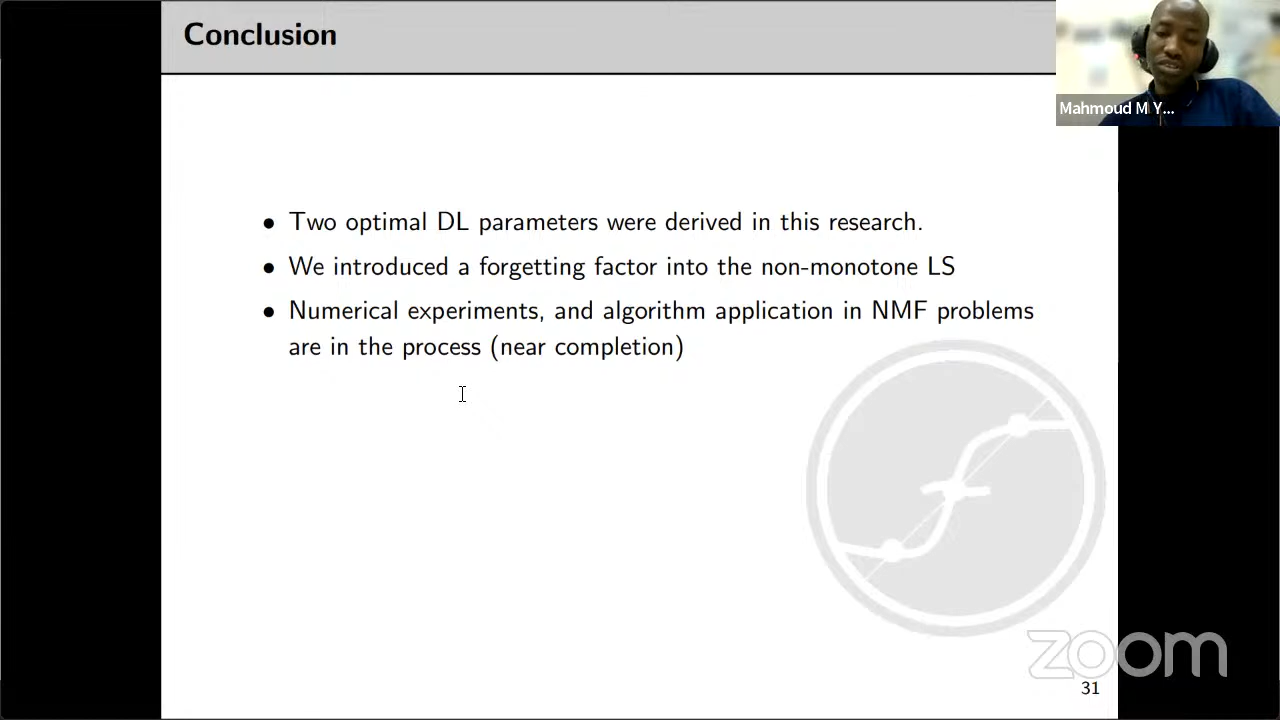 Conclusion
Mahmoud M Y...
• Two optimal DL parameters were derived in this research.
• We introduced a forgetting factor into the non-monotone LS
• Numerical experiments, and algorithm application in NMF problems
are in the process (near completion)
zoom
31